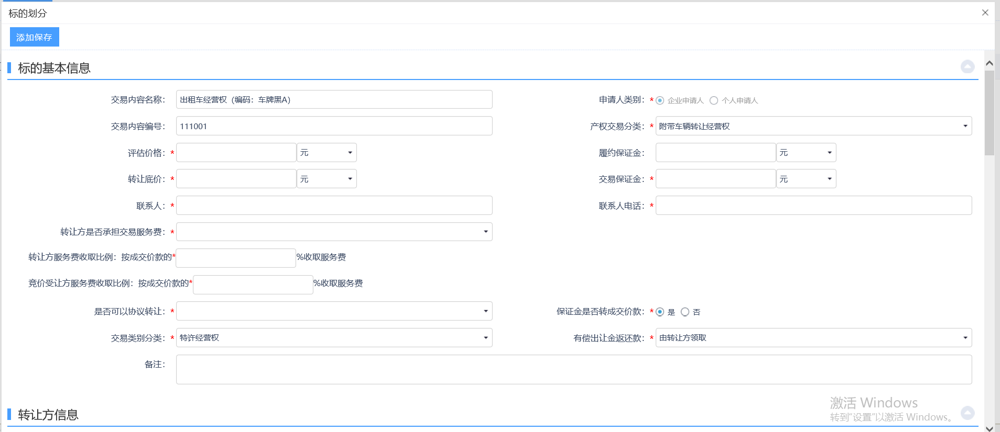 标的划分
添加保存
标的基本信息
交易内容名称： 出租车经营权（编码：车牌黑A） 申请人类别：* 企业申请人 个人申请人
交易内容编号： 111001 产权交易分类：* 附带车辆转让经营权
评估价格：* 元 履约保证金： 元
转让底价：* 元 交易保证金：* 元
联系人：* 联系人电话：*
转让方是否承担交易服务费：*
转让方服务费收取比例：按成交价款的* %收取服务费
竞价受让方服务费收取比例：按成交价款的* %收取服务费
是否可以协议转让：* 保证金是否转成交价款：* 是 否
交易类别分类：* 特许经营权 有偿出让金返还款：* 由转让方领取
备注：
激活 Windows
转到“设置”以激活 Windows。
转让方信息